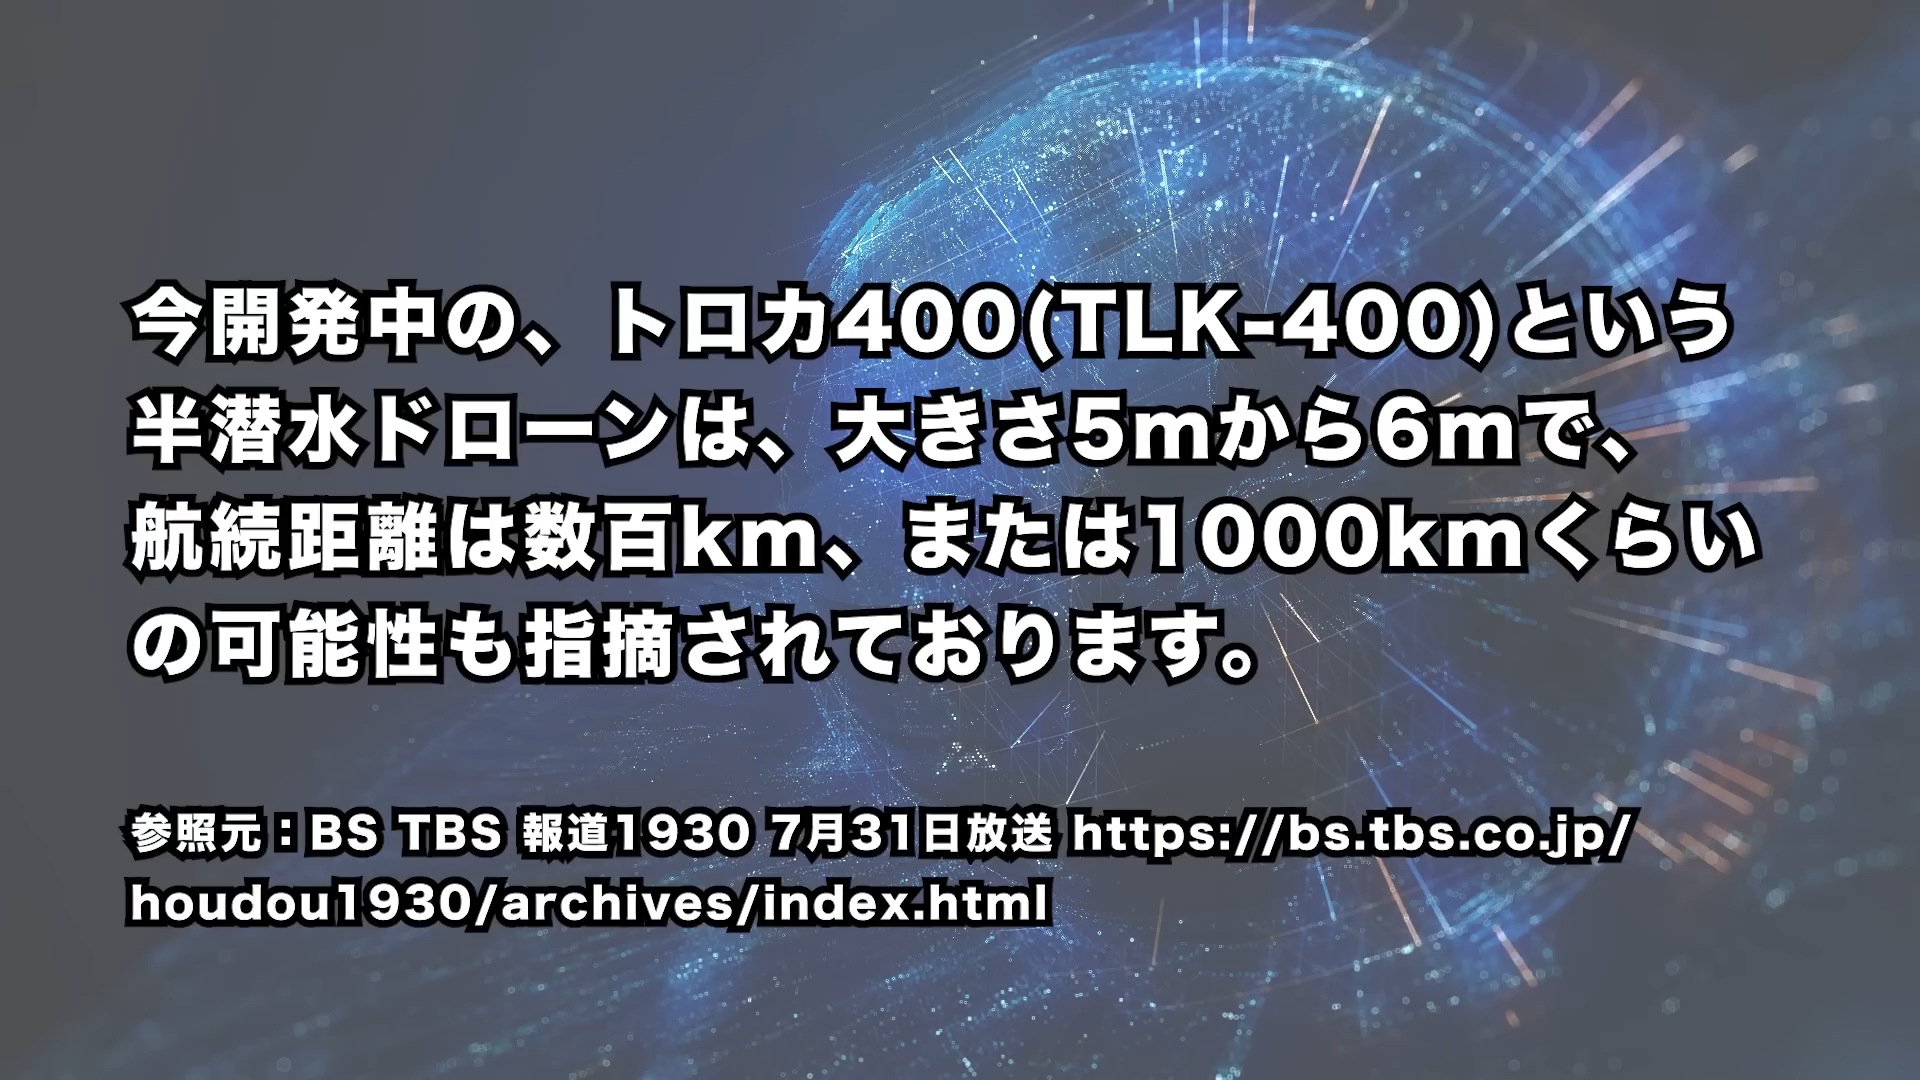 今開発中の、トロカ400(TLK-400)という
半潜水ドローンは、大きさ5mから6mで、
航続距離は数百km、または1000kmくらい
の可能性も指摘されております。
参照元：BS TBS 報道1930 7月31日放送 https://bs.tbs.co.jp/
houdou1930/archives/index.html